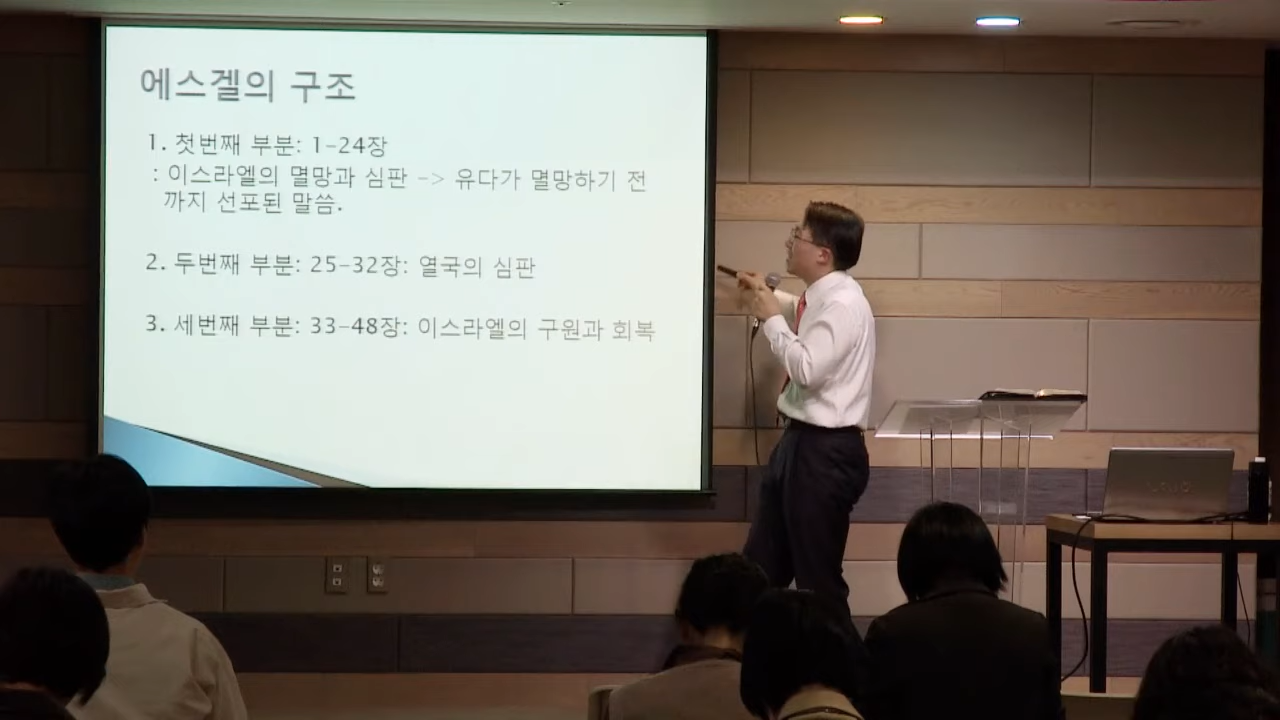 에스겔의 구조
1. 첫번째 부분: 1-24장
: 이스라엘의 멸망과 심판 -> 유다가 멸망하기 전
까지 선포된 말씀.
2. 두번째 부분: 25-32장: 열국의 심판
3. 세번째 부분: 33-48장: 이스라엘의 구원과 회복
VAIO